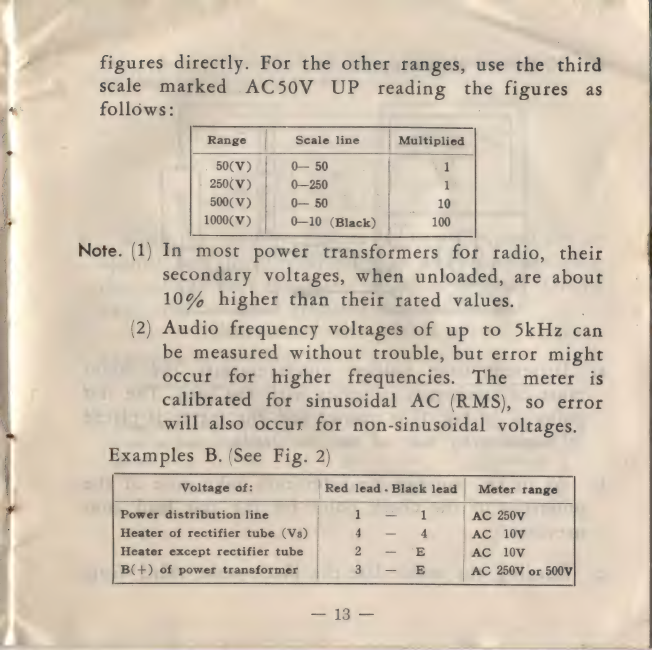 figures directly. For the other ranges, use the third
scale marked AC50V UP reading the figures as
follows:
Range Scale line Multiplied
50(V) 0— 50 1
250(V) 0—250 1
500(V) 0— 50 10
1000(V) 0—10 (Black) 100
Note. (1) In most power transformers for radio, their
secondary voltages, when unloaded, are about
10% higher than their rated values.
(2) Audio frequency voltages of up to 5kHz can
be measured without trouble, but error might
occur for higher frequencies. The meter is
calibrated for sinusoidal AC (RMS), so error
will also occur for non-sinusoidal voltages.
Examples B. (See Fig. 2)
Voltage of: Red lead - Black lead Meter range
Power distribution line 1 — 1 AC 250V
Heater of rectifier tube (V8) 4 — 4 AC 10V
Heater except rectifier tube 2 — E AC 10V
B(+) of power transformer 3 — E AC 250V or 500V
— 13 —